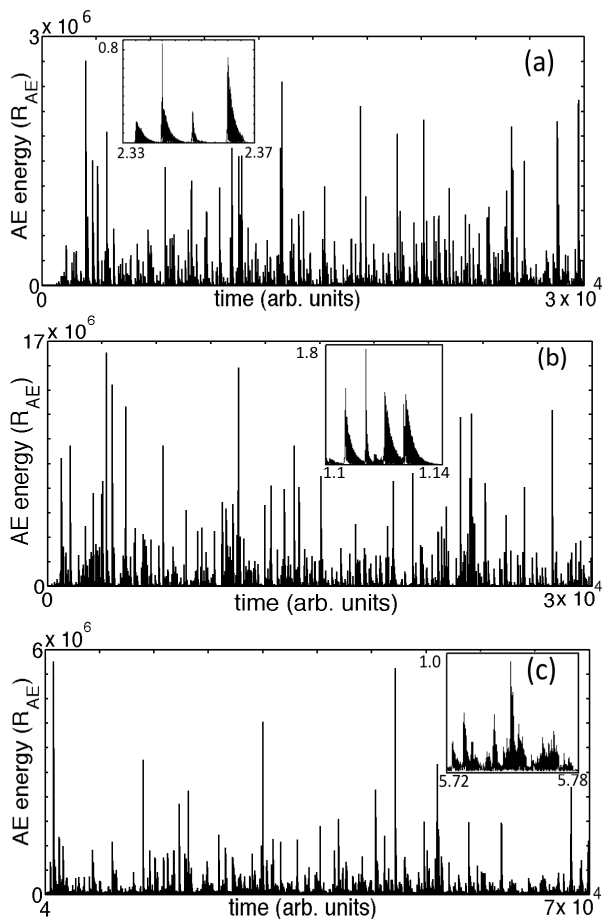 3 x 10 6
(a)
AE energy (R AE)
0.8
2.33 2.37
0
0 time (arb. units) 3 x 10 4
17 x 10 6
(b)
AE energy (R AE)
1.8
1.1 1.14
0
0 time (arb. units) 3 x 10 4
6 x 10 6
(c)
AE energy (R AE)
1.0
5.72 5.78
0
4 time (arb. units) 7 x 10 4